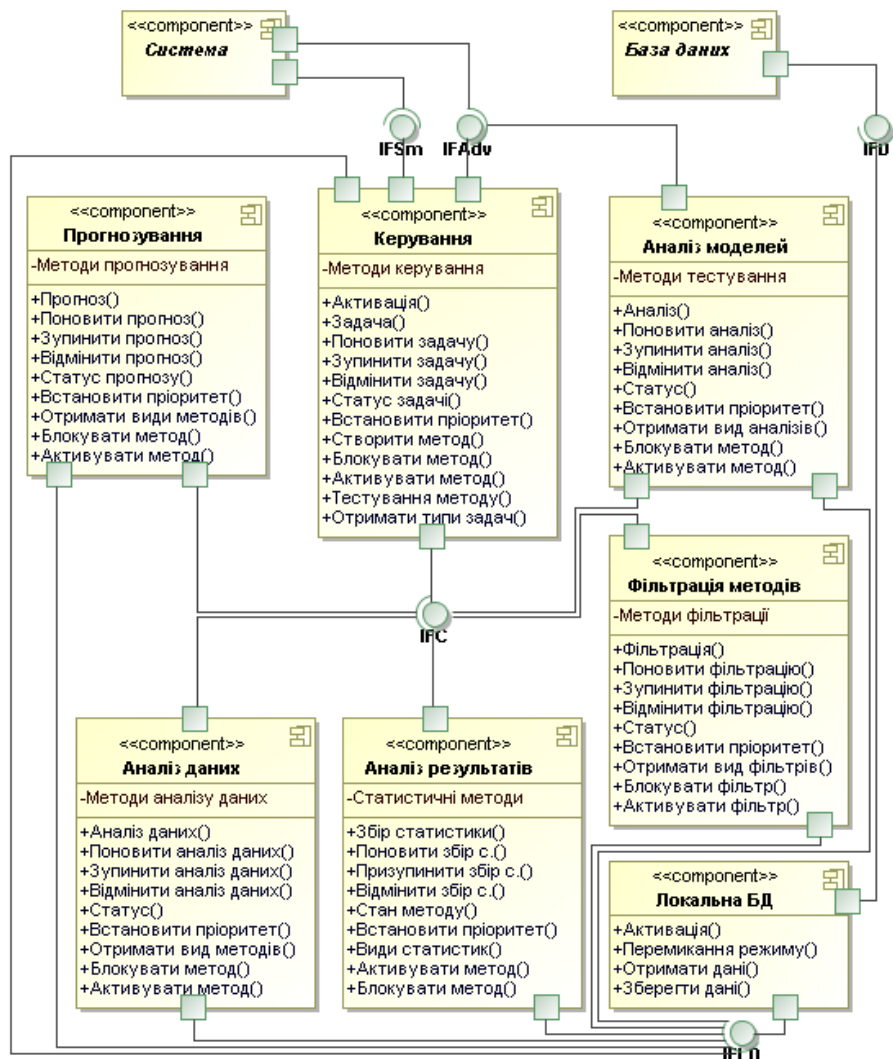 <<component>>
Система
<<component>>
База даних
IFSm
IFAdv
IFD
<<component>>
Прогнозування
-Методи прогнозування
+Прогноз()
+Поновити прогноз()
+Зупинити прогноз()
+Відмінити прогноз()
+Статус прогнозу()
+Встановити пріоритет()
+Отримати види методів()
+Блокувати метод()
+Активувати метод()
<<component>>
Керування
-Методи керування
+Активація()
+Задача()
+Поновити задачу()
+Зупинити задачу()
+Відмінити задачу()
+Статус задачі()
+Встановити пріоритет()
+Створити метод()
+Блокувати метод()
+Активувати метод()
+Тестування методу()
+Отримати типи задач()
<<component>>
Аналіз моделей
-Методи тестування
+Аналіз()
+Поновити аналіз()
+Зупинити аналіз()
+Відмінити аналіз()
+Статус()
+Встановити пріоритет()
+Отримати вид аналізів()
+Блокувати метод()
+Активувати метод()
IFC
<<component>>
Фільтрація методів
-Методи фільтрації
+Фільтрація()
+Поновити фільтрацію()
+Зупинити фільтрацію()
+Відмінити фільтрацію()
+Статус()
+Встановити пріоритет()
+Отримати вид фільтрів()
+Блокувати фільтр()
+Активувати фільтр()
<<component>>
Аналіз даних
-Методи аналізу даних
+Аналіз даних()
+Поновити аналіз даних()
+Зупинити аналіз даних()
+Відмінити аналіз даних()
+Статус()
+Встановити пріоритет()
+Отримати вид методів()
+Блокувати метод()
+Активувати метод()
<<component>>
Аналіз результатів
-Статистичні методи
+Збір статистики()
+Поновити збір с.()
+Призупинити збір с.()
+Відмінити збір с.()
+Стан методу()
+Встановити пріоритет()
+Види статистик()
+Активувати метод()
+Блокувати метод()
<<component>>
Локальна БД
+Активація()
+Перемикання режиму()
+Отримати дані()
+Зберегти дані()